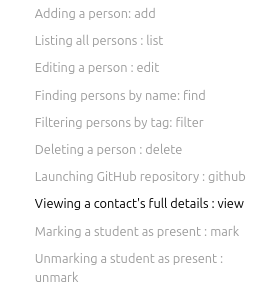 Adding a person: add
Listing all persons : list
Editing a person : edit
Finding persons by name: find
Filtering persons by tag: filter
Deleting a person : delete
Launching GitHub repository : github
Viewing a contact's full details : view
Marking a student as present : mark
Unmarking a student as present :
unmark